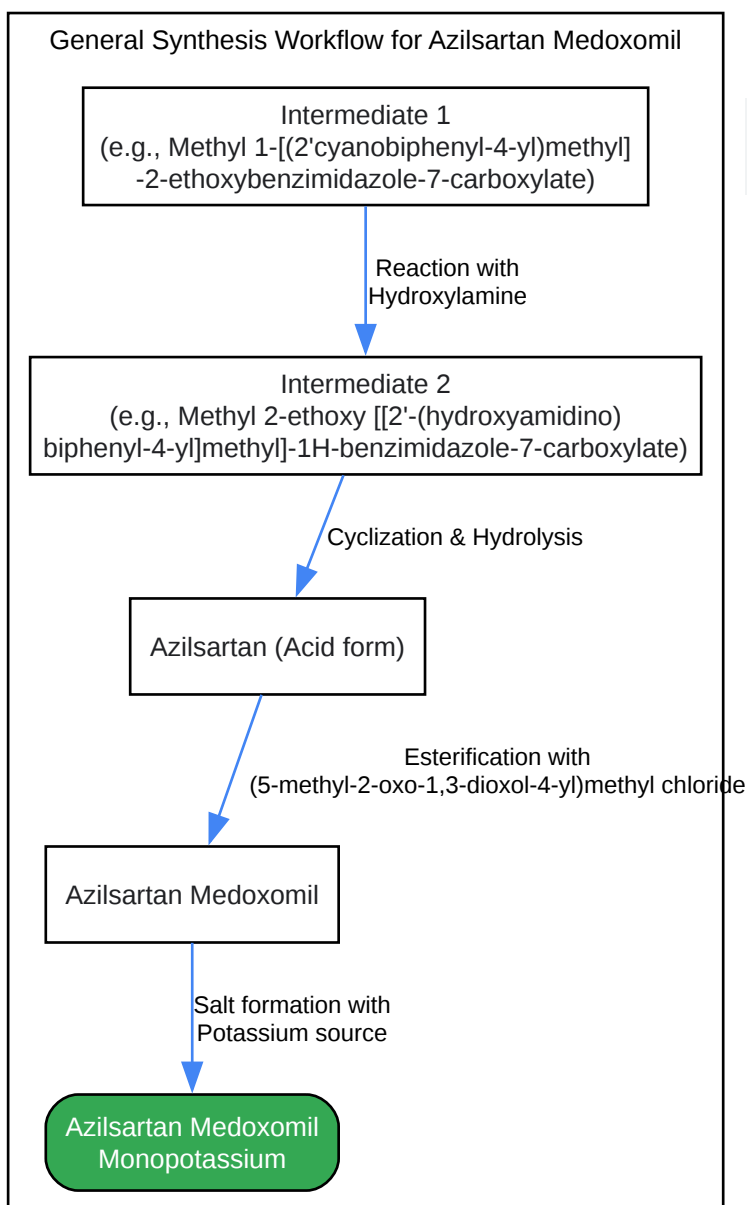 General Synthesis Workflow for Azilsartan Medoxomil
Intermediate 1
(e.g., Methyl 1-[(2'cyanobiphenyl-4-yl)methyl]
-2-ethoxybenzimidazole-7-carboxylate)
Reaction with
Hydroxylamine
Intermediate 2
(e.g., Methyl 2-ethoxy [[2'-(hydroxyamidino)
biphenyl-4-yl]methyl]-1H-benzimidazole-7-carboxylate)
Cyclization & Hydrolysis
Azilsartan (Acid form)
Esterification with
(5-methyl-2-oxo-1,3-dioxol-4-yl)methyl chloride
Azilsartan Medoxomil
Salt formation with
Potassium source
Azilsartan Medoxomil
Monopotassium